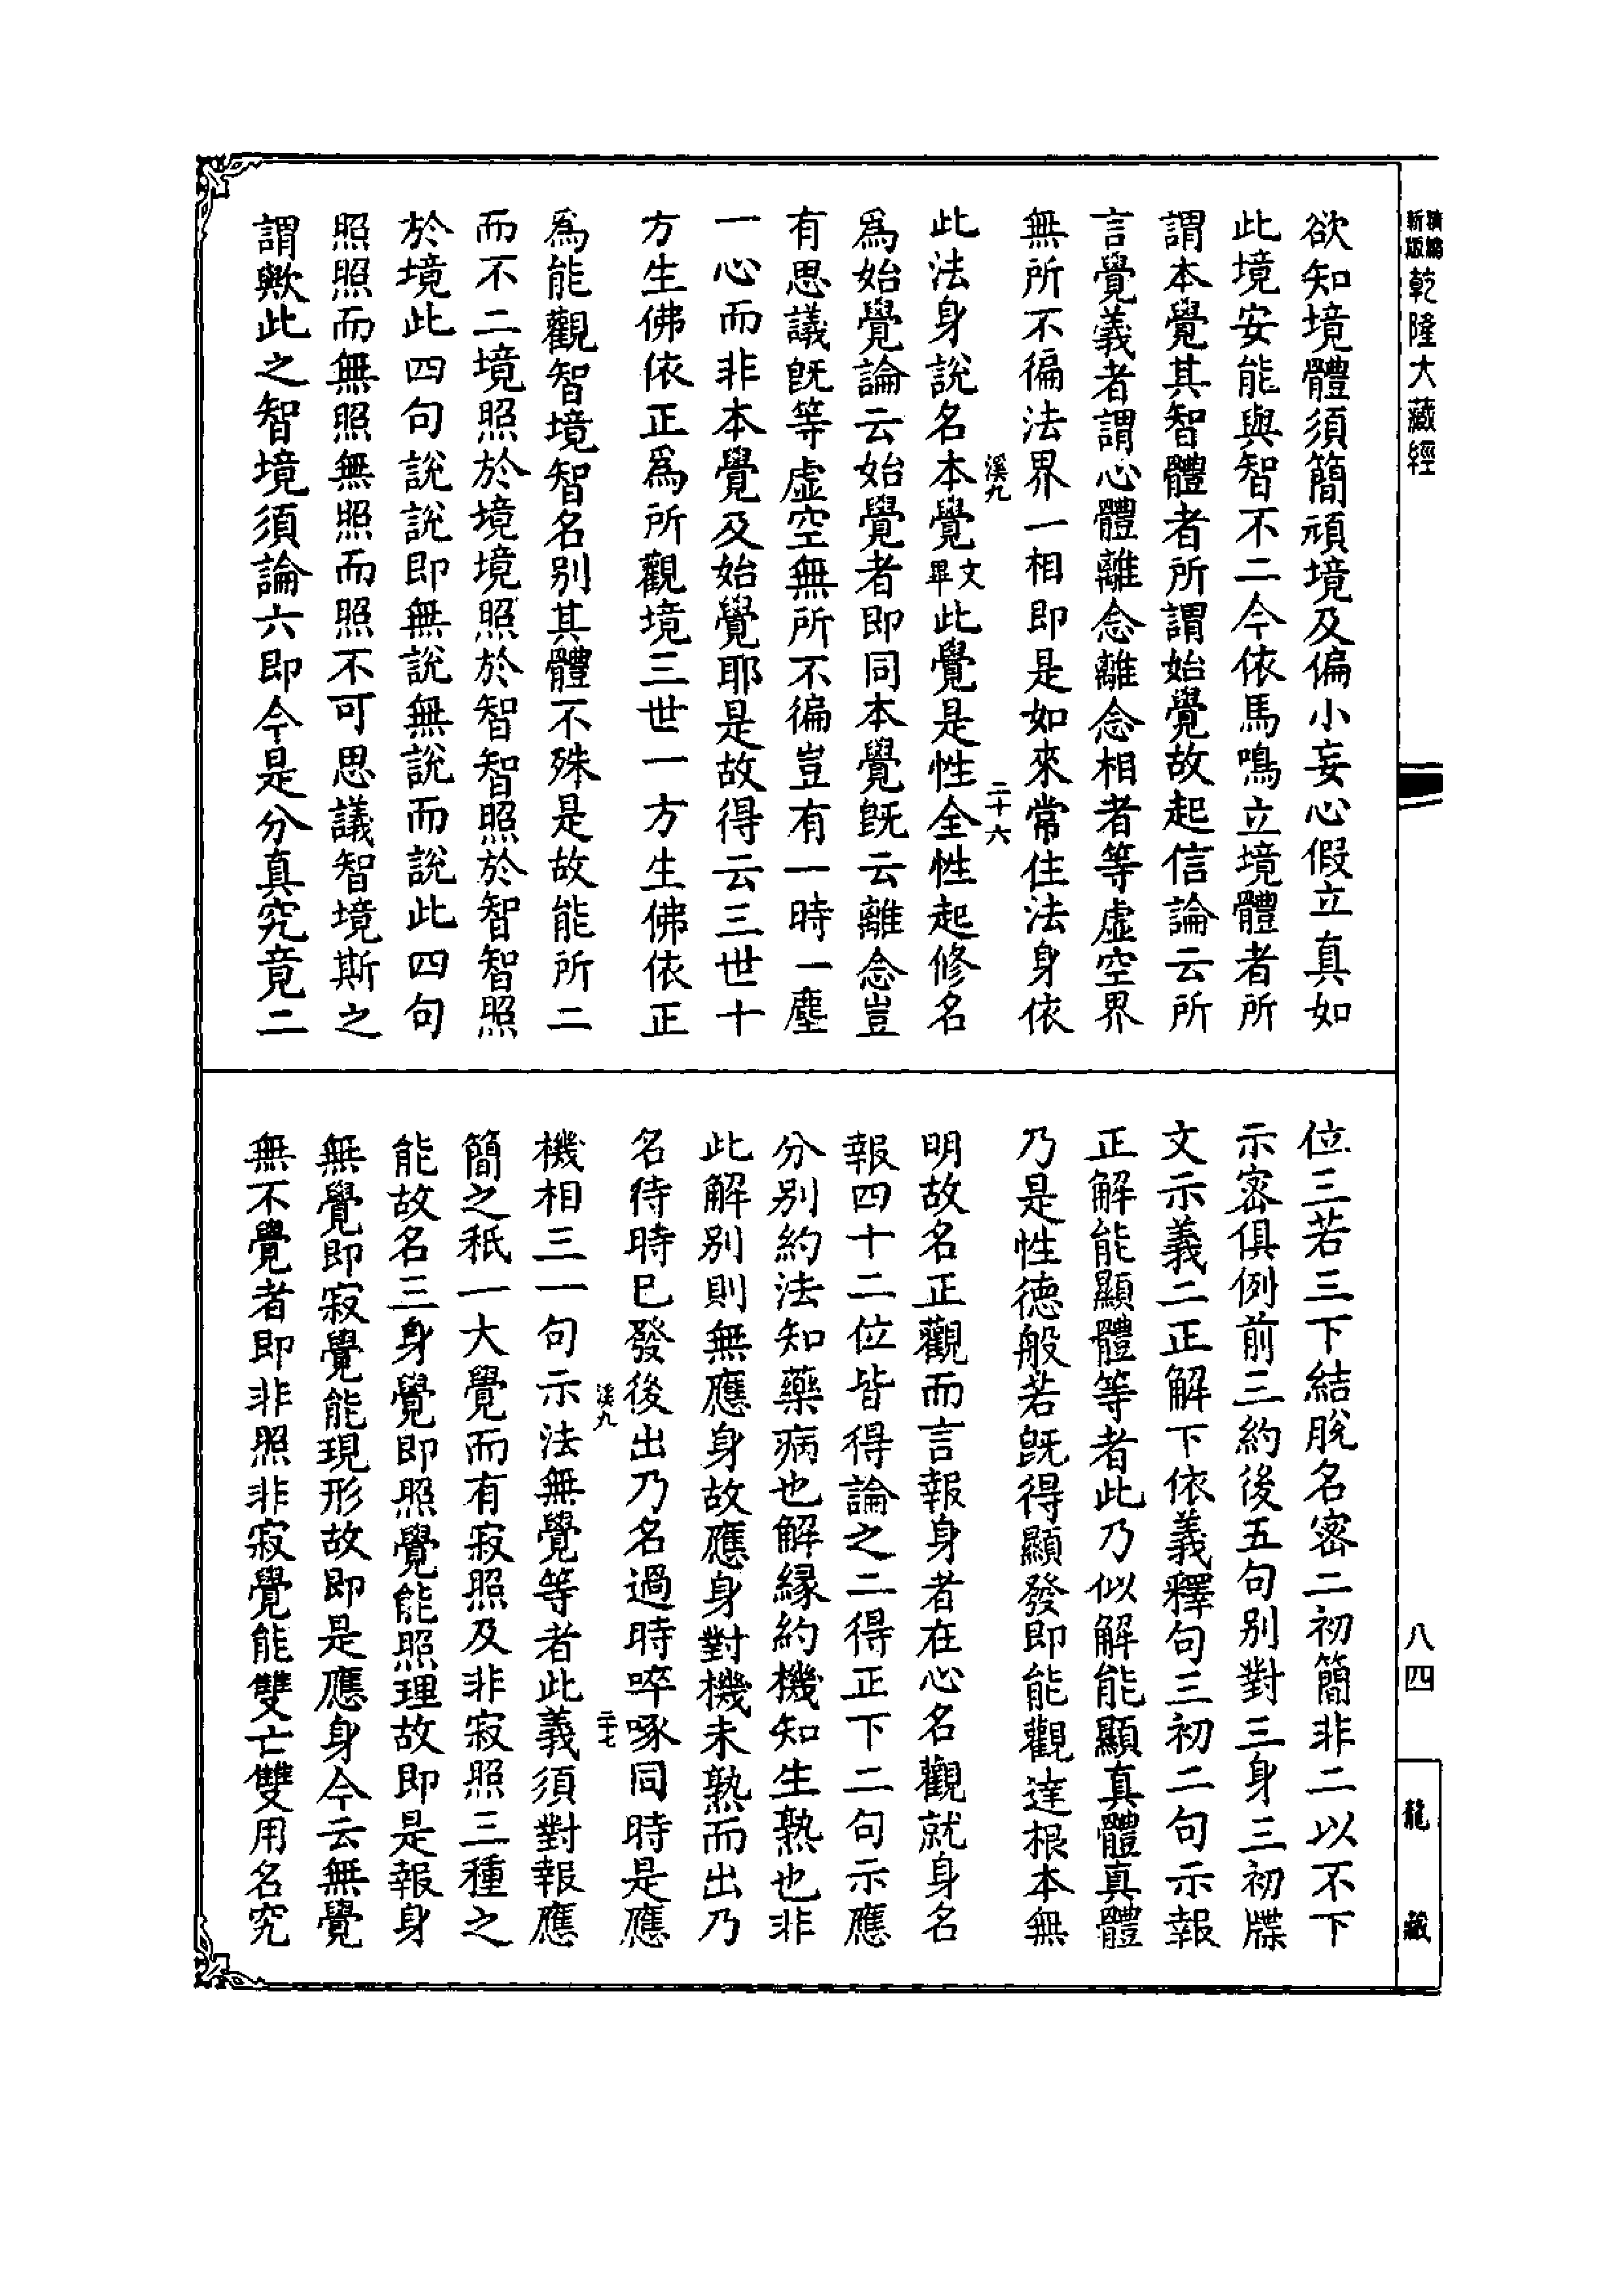 精編新版乾隆大藏經
欲知境體須簡頑境及偏小妄心假立真如
此境安能與智不二今依馬鳴立境體者所
謂本覺其智體者所謂始覺故起信論云所
言覺義者謂心體離念離念相者等虛空界
無所不徧法界一相即是如來常住法身依
溪九 二十六
此法身說名本覺文畢此覺是性全性起修名
為始覺論云始覺者即同本覺既云離念豈
有思議既等虛空無所不徧豈有一時一塵
一心而非本覺及始覺耶是故得云三世十
方生佛依正為所觀境三世一方生佛依正
為能觀智境智名別其體不殊是故能所二
而不二境照於境境照於智智照於智智照
於境此四句說說即無說無說而說此四句
照照而無照無照而照不可思議智境斯之
謂歟此之智境須論六即今是分真究竟二
位三若三下結脫名密二初簡非二以不下
示密俱例前三約後五句別對三身三初牒
文示義二正解下依義釋句三初二句示報
正解能顯體等者此乃似解能顯真體真體
乃是性德般若既得顯發即能觀達根本無
明故名正觀而言報身者在心名觀就身名
報四十二位皆得論之二得正下二句示應
分別約法知藥病也解緣約機知生熟也非
此解別則無應身故應身對機未熟而出乃
名待時已發後出乃名過時啐啄同時是應
溪九 二十七
機相三一句示法無覺等者此義須對報應
簡之秖一大覺而有寂照及非寂照三種之
能故名三身覺即照覺能照理故即是報身
無覺即寂覺能現形故即是應身今云無覺
無不覺者即非照非寂覺能雙亡雙用名究
八四
龍藏